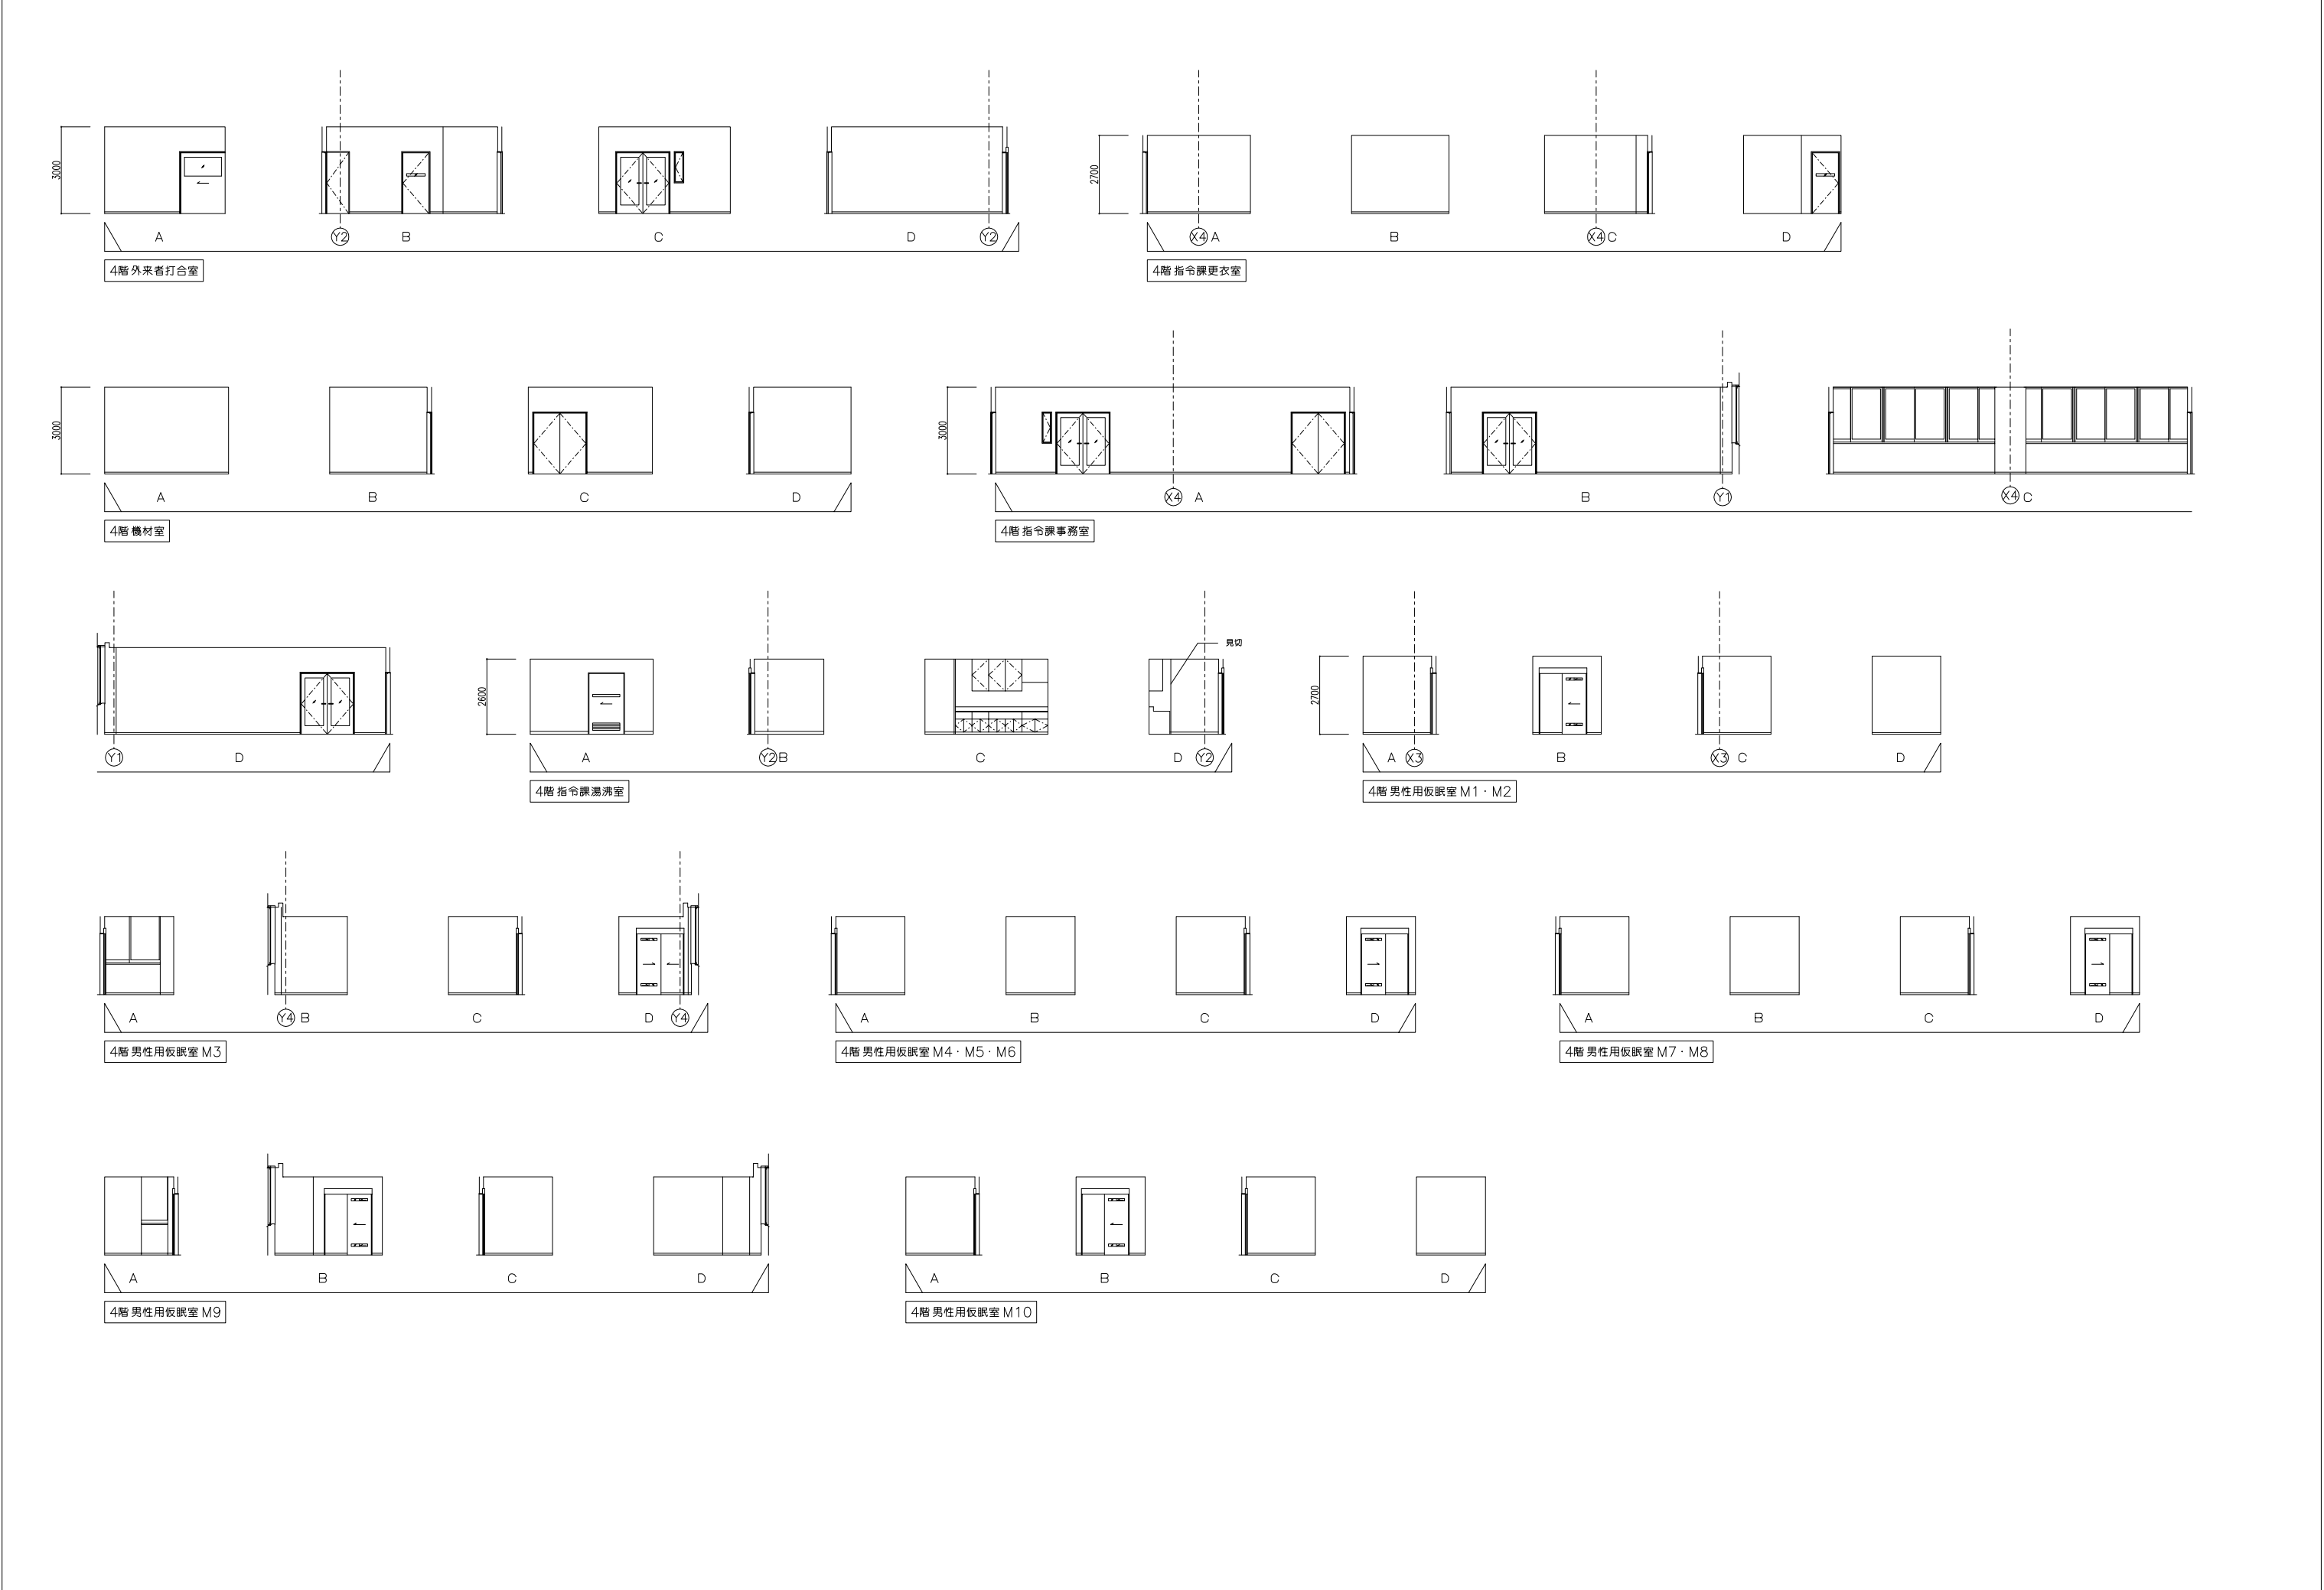 3000
A
Y2
B
C
D
Y2
4階 外来者打合室
2700
X4 A
B
X4 C
D
4階 指令課更衣室
3000
A
B
C
D
4階 機材室
3000
X4 A
B
Y1
X4 C
4階 指令課事務室
Y1
D
2600
A
Y2 B
C
見切
D Y2
4階 指令課湯沸室
2700
A X3
B
X3 C
D
4階 男性用仮眠室 M1・M2
A
Y4 B
C
D Y4
4階 男性用仮眠室 M3
A
B
C
D
4階 男性用仮眠室 M4・M5・M6
A
B
C
D
4階 男性用仮眠室 M7・M8
A
B
C
D
4階 男性用仮眠室 M9
A
B
C
D
4階 男性用仮眠室 M10